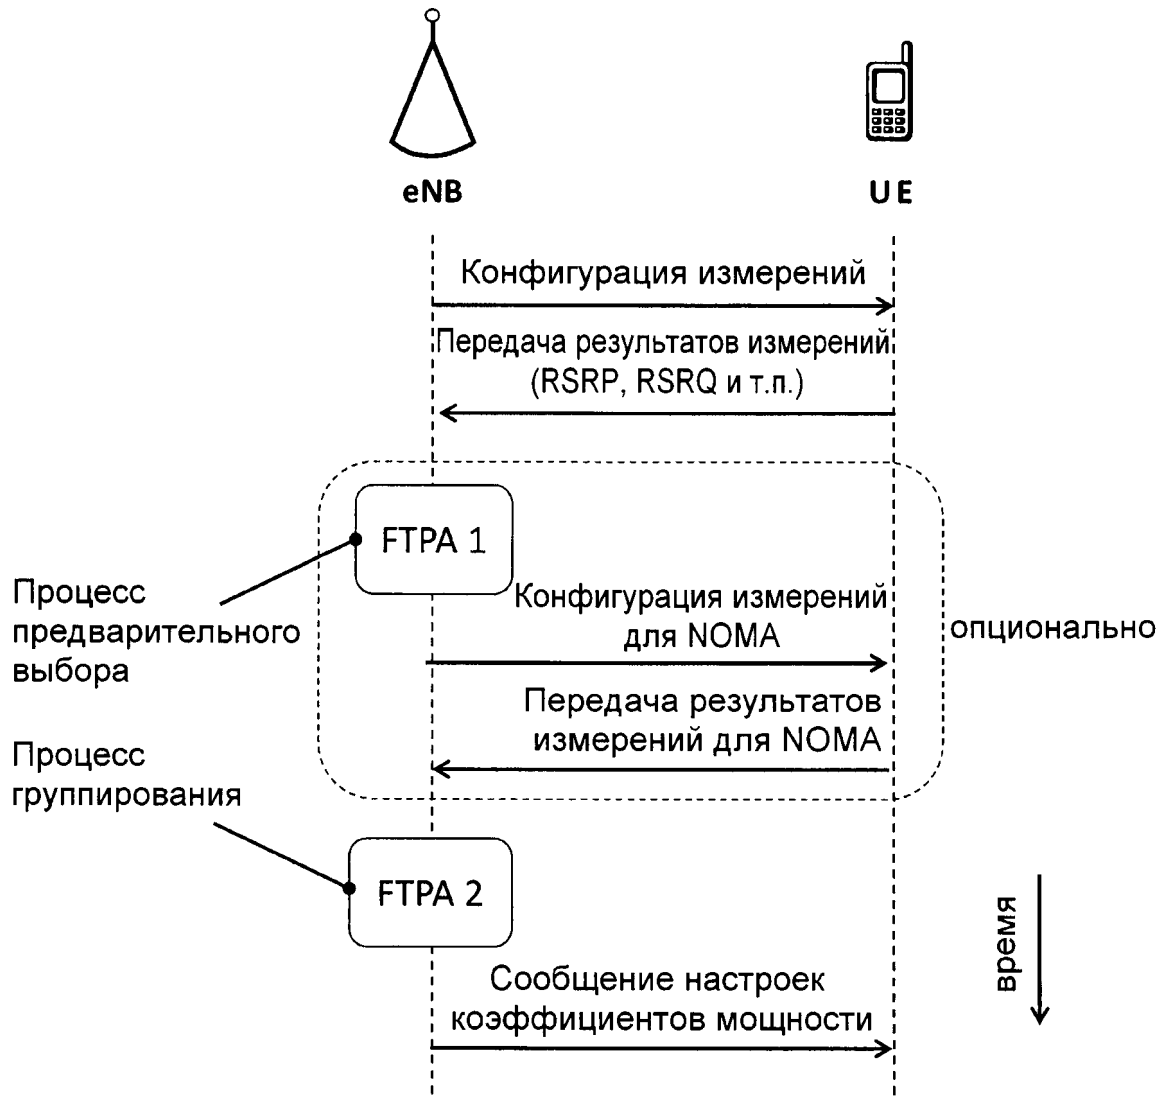 eNB
UE
Конфигурация измерений
Передача результатов измерений
(RSRP, RSRQ и т.п.)
FTPA 1
Процесс
предварительного
выбора
Конфигурация измерений
для NOMA
опционально
Передача результатов
измерений для NOMA
Процесс
группирования
FTPA 2
время
Сообщение настроек
коэффициентов мощности